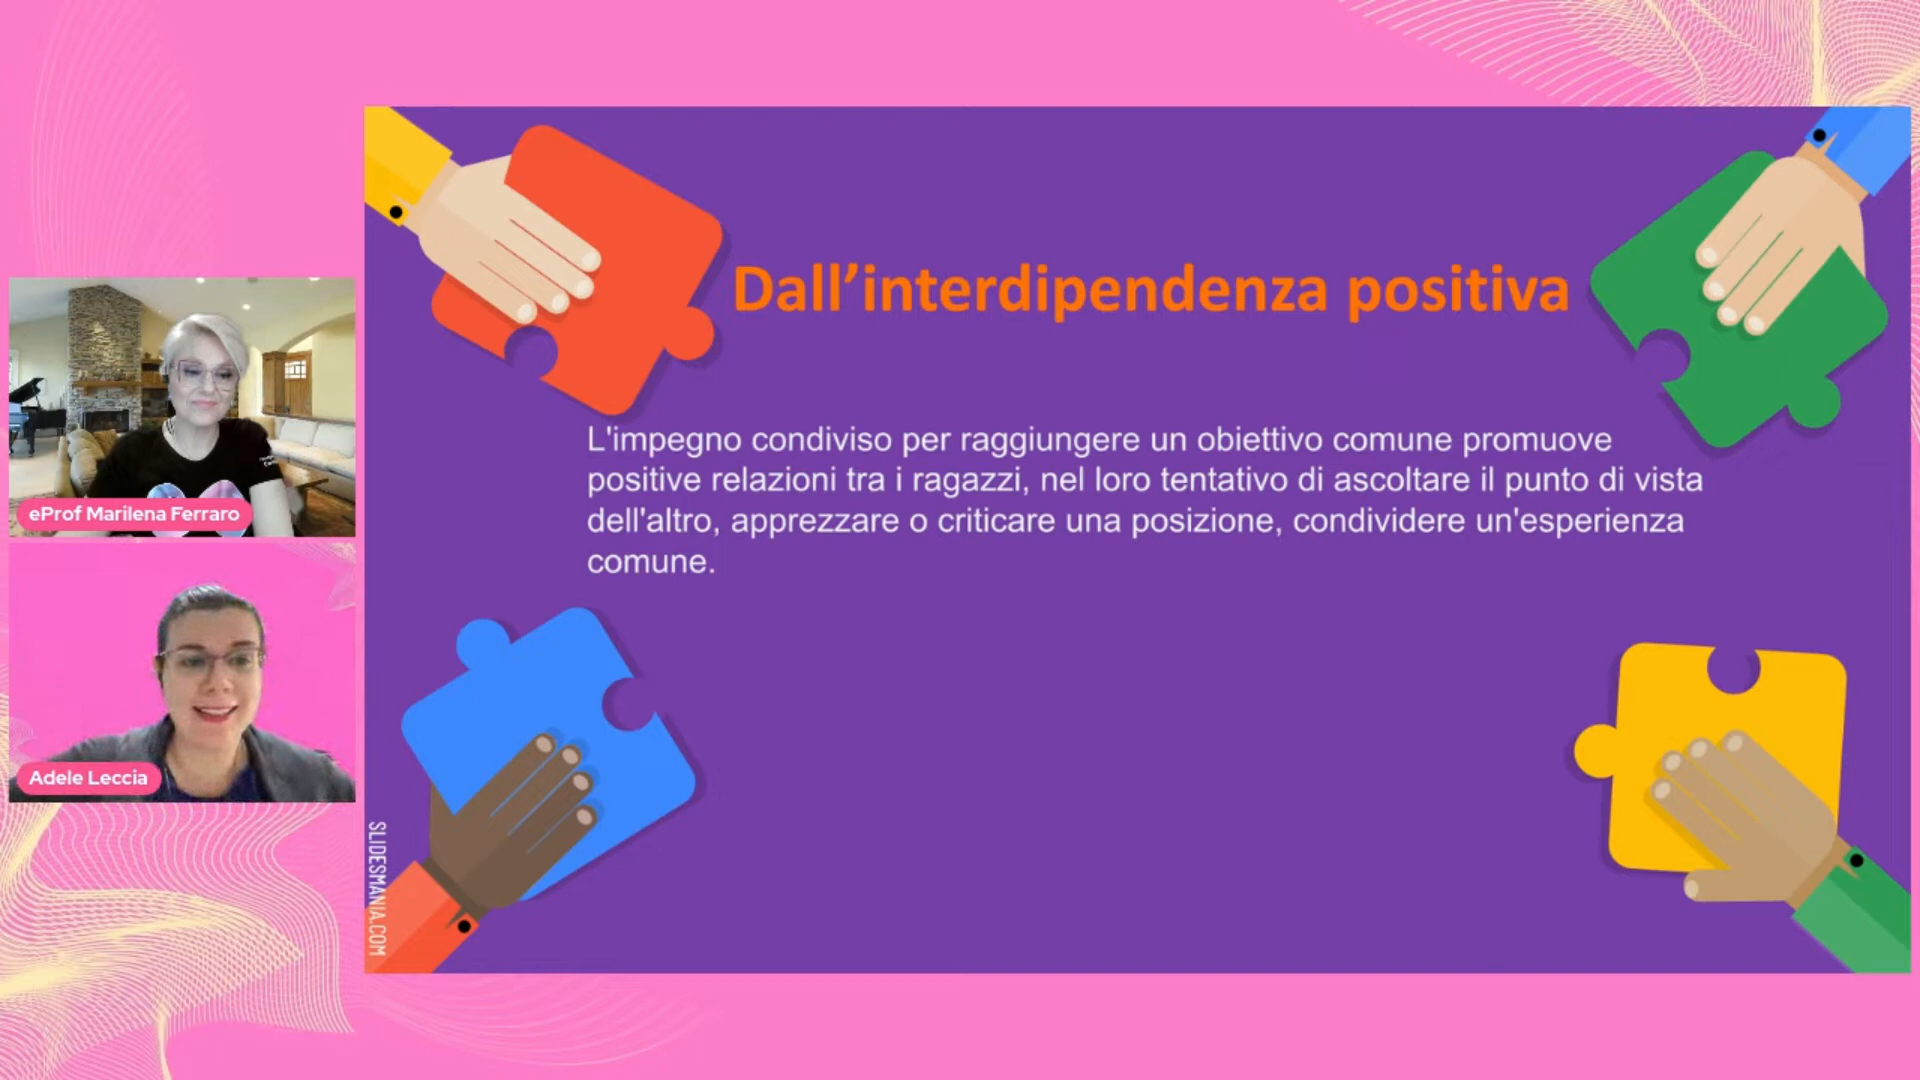 Dall’interdipendenza positiva
L'impegno condiviso per raggiungere un obiettivo comune promuove
positive relazioni tra i ragazzi, nel loro tentativo di ascoltare il punto di vista
dell'altro, apprezzare o criticare una posizione, condividere un'esperienza
comune.
eProf Marilena Ferraro
Adele Leccia
SLIDESMANIA.COM